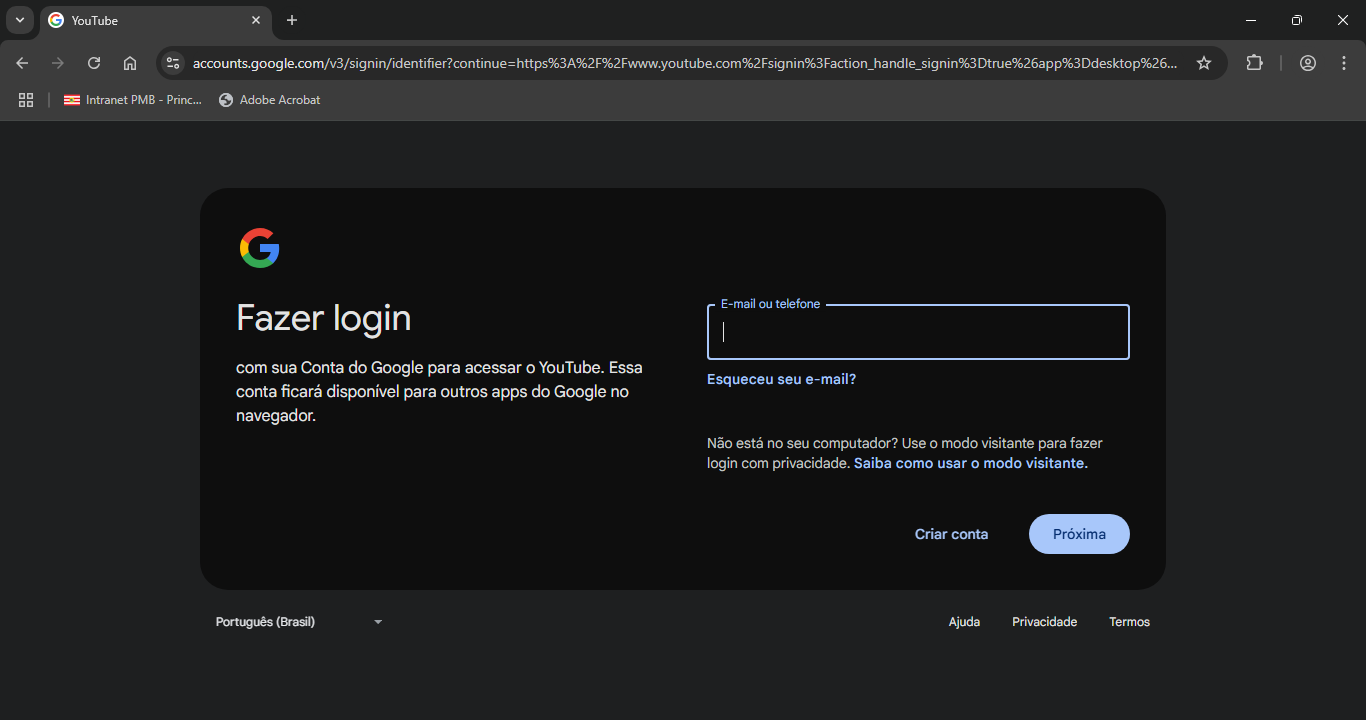 YouTube
accounts.google.com/v3/signin/identifier?continue=https%3A%2F%2Fwww.youtube.com%2Fsignin%3Faction_handle_signin%3Dtrue%26app%3Ddesktop%26...
Intranet PMB - Princ...
Adobe Acrobat
Fazer login
com sua Conta do Google para acessar o YouTube. Essa
conta ficará disponível para outros apps do Google no
navegador.
E-mail ou telefone
Esqueceu seu e-mail?
Não está no seu computador? Use o modo visitante para fazer
login com privacidade. Saiba como usar o modo visitante.
Criar conta
Próxima
Português (Brasil)
Ajuda
Privacidade
Termos